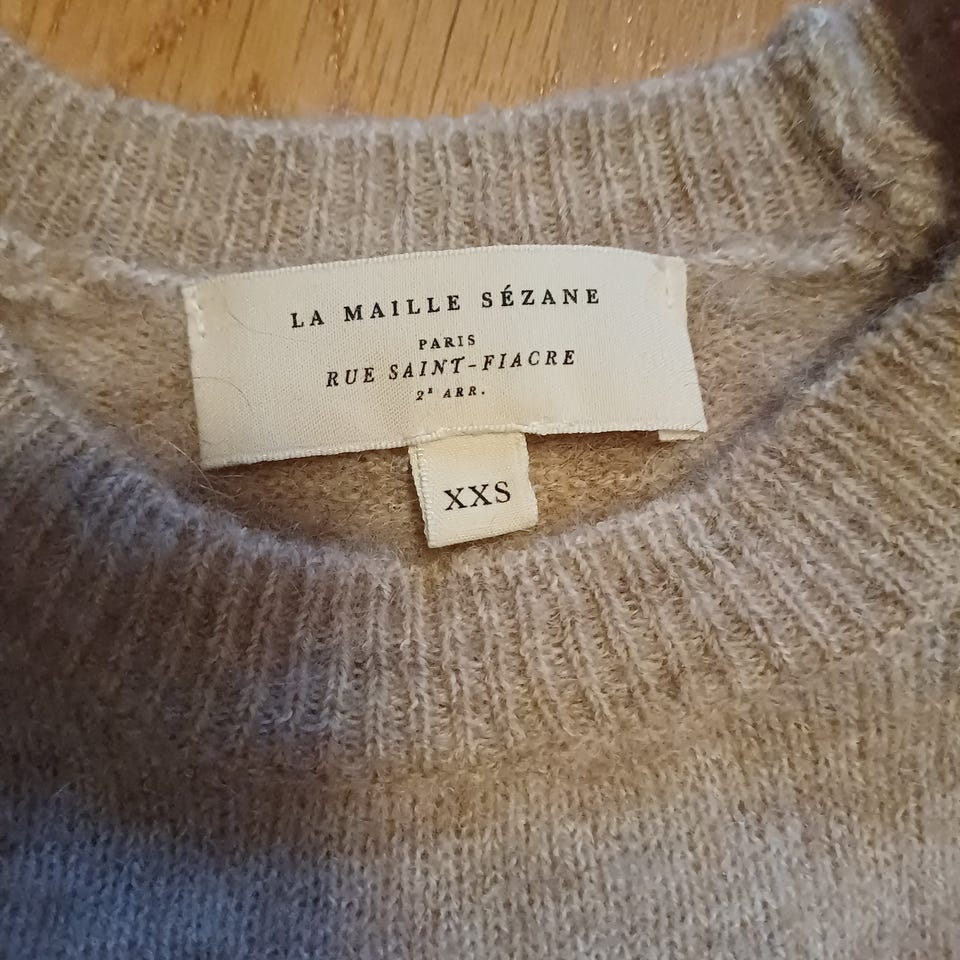 LA MAILLE SÉZANE
PARIS
RUE SAINT-FIACRE
2E ARR.
XXS